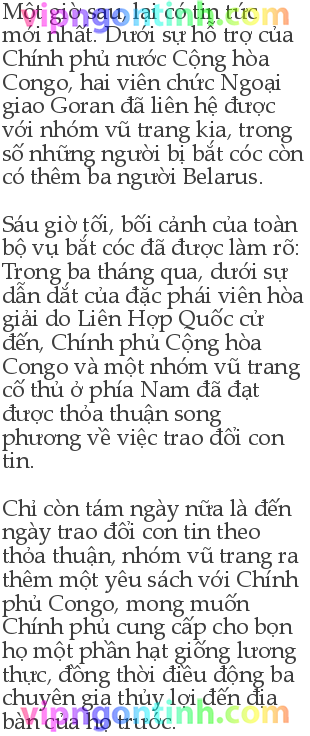 Một giờ sau, lại có tin tức
mới nhất. Dưới sự hỗ trợ của
Chính phủ nước Cộng hòa
Congo, hai viên chức Ngoại
giao Goran đã liên hệ được
với nhóm vũ trang kia, trong
số những người bị bắt cóc còn
có thêm ba người Belarus.
Sáu giờ tối, bối cảnh của toàn
bộ vụ bắt cóc đã được làm rõ:
Trong ba tháng qua, dưới sự
dẫn dắt của đặc phái viên hòa
giải do Liên Hợp Quốc cử
đến, Chính phủ Cộng hòa
Congo và một nhóm vũ trang
cố thủ ở phía Nam đã đạt
được thỏa thuận song
phương về việc trao đổi con
tin.
Chỉ còn tám ngày nữa là đến
ngày trao đổi con tin theo
thỏa thuận, nhóm vũ trang ra
thêm một yêu sách với Chính
phủ Congo, mong muốn
Chính phủ cung cấp cho bọn
họ một phần hạt giống lương
thực, đồng thời điều động ba
chuyên gia thủy lợi đến địa
bàn của họ trước.
vipngontinh.com
vipngontinh.com